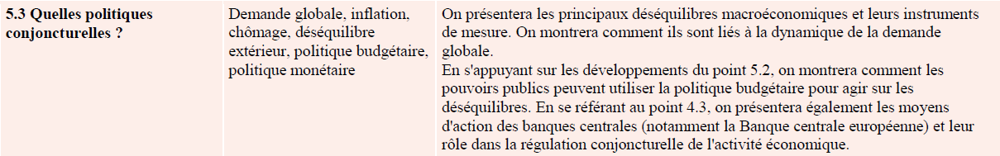 5.3 Quelles politiques
conjoncturelles ?
Demande globale, inflation,
chômage, déséquilibre
extérieur, politique budgétaire,
politique monétaire
On présentera les principaux déséquilibres macroéconomiques et leurs instruments
de mesure. On montrera comment ils sont liés à la dynamique de la demande
globale.
En s'appuyant sur les développements du point 5.2, on montrera comment les
pouvoirs publics peuvent utiliser la politique budgétaire pour agir sur les
déséquilibres. En se référant au point 4.3, on présentera également les moyens
d'action des banques centrales (notamment la Banque centrale européenne) et leur
rôle dans la régulation conjoncturelle de l'activité économique.